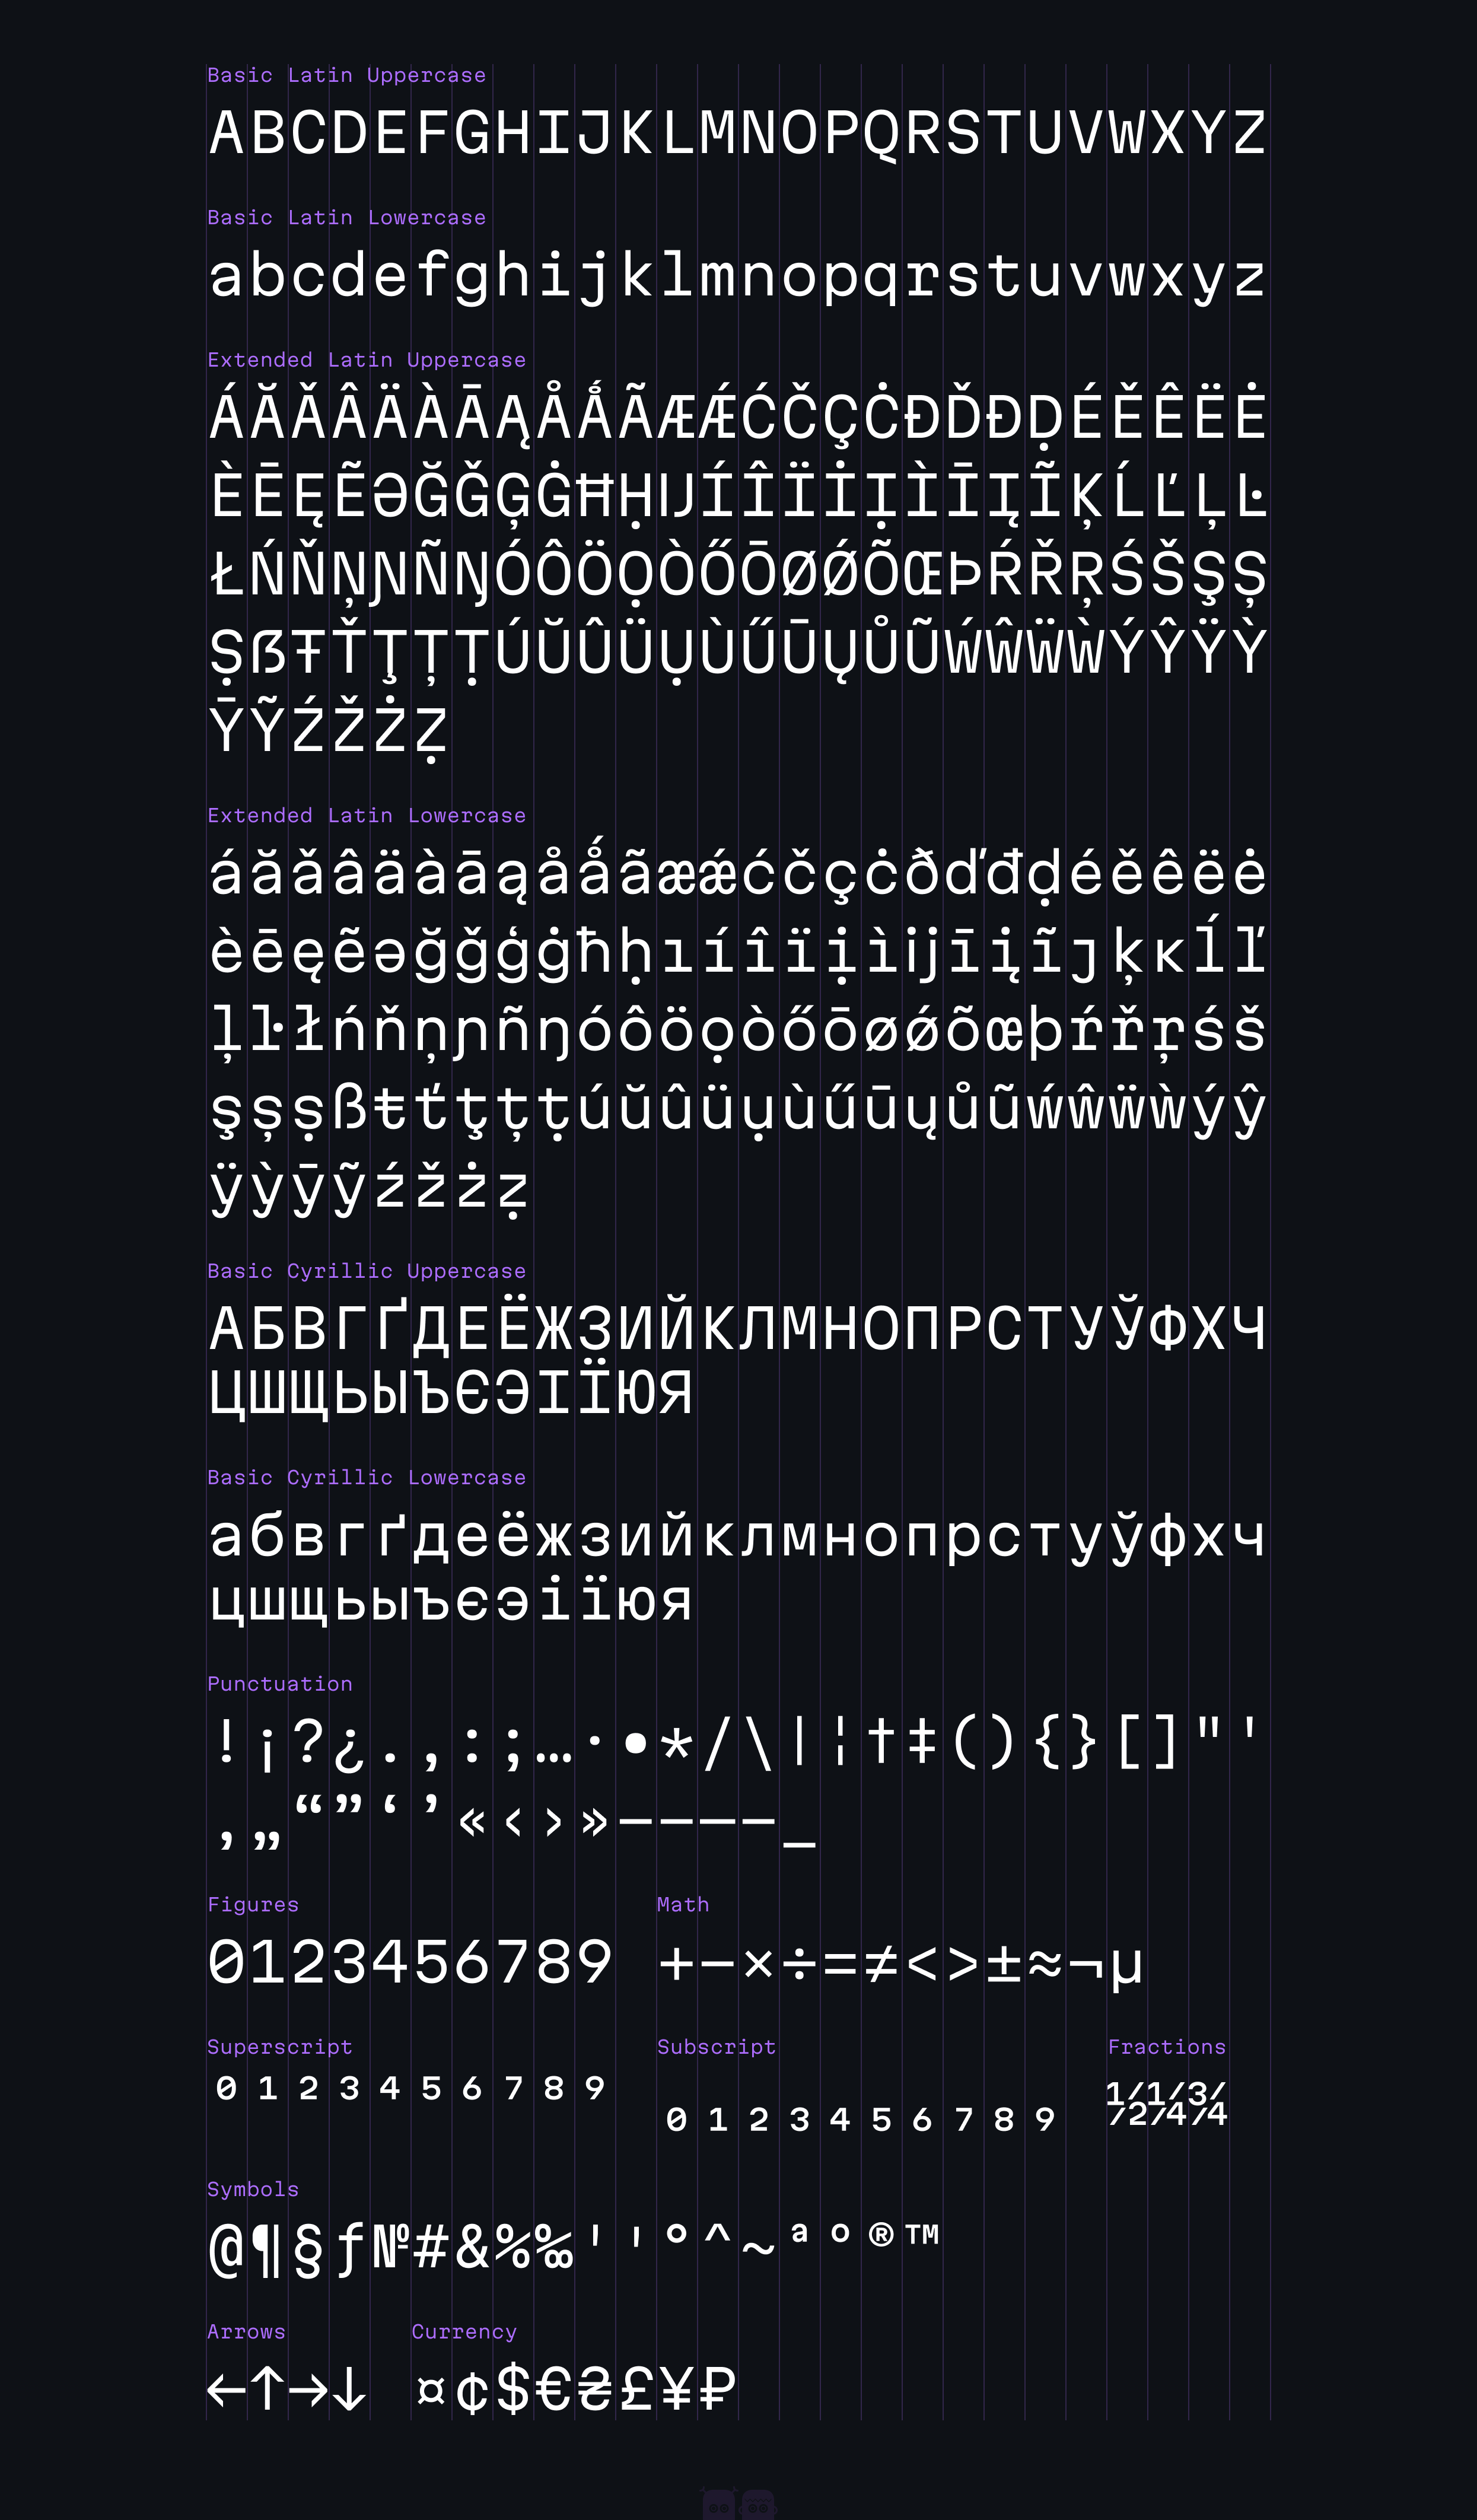 Basic Latin Uppercase
ABCDEFGHIJKLMNOPQRSTUVWXYZ
Basic Latin Lowercase
abcdefghijklmnopqrstuvwxyz
Extended Latin Uppercase
ÁĂǍÂÄÀĀĄÅǺÃÆǼĆČÇĊÐĎĐḌÉĚÊËĖ
ÈĒĘẼƏĞǦĢĠĦḤĲÍÎÏİỊÌĪĮĨĶĹĽĻĿ
ŁŃŇŅƝÑŊÓÔÖỌÒŐŌØǾÕŒÞŔŘŖŚŠŞȘ
ṢẞŦŤŢȚṬÚŬÛÜỤÙŰŪŲŮŨẂŴẄẀÝŶŸỲ
ȲỸŹŽŻẒ
Extended Latin Lowercase
áăǎâäàāąåǻãæǽćčçċðďđḍéěêëė
èēęẽəğǧģġħḥıíîïịìĳīįĩȷķĸĺľ
ļŀłńňņɲñŋóôöọòőōøǿõœþŕřŗśš
şșṣßŧťţțṭúŭûüụùűūųůũẃŵẅẁýŷ
ÿỳȳỹźžżẓ
Basic Cyrillic Uppercase
АБВГҐДЕЁЖЗИЙКЛМНОПРСТУЎФХЧ
ЦШЩЬЫЪЄЭІЇЮЯ
Basic Cyrillic Lowercase
абвгґдеёжзийклмнопрстуўфхч
цшщьыъєэіїюя
Punctuation
!¡?¿.,:;…·•*/\|¦†‡(){}[]"'
‚„“”‘’«‹›»-–—―_
Figures Math
0123456789 +−×÷=≠<>±≈¬µ
Superscript Subscript Fractions
⁰¹²³⁴⁵⁶⁷⁸⁹ ₀₁₂₃₄₅₆₇₈₉ ½¼¾
Symbols
@¶§ƒ№#&%‰'ˈ°^~ªº®™
Arrows Currency
←↑→↓ ¤¢$€₴£¥₽